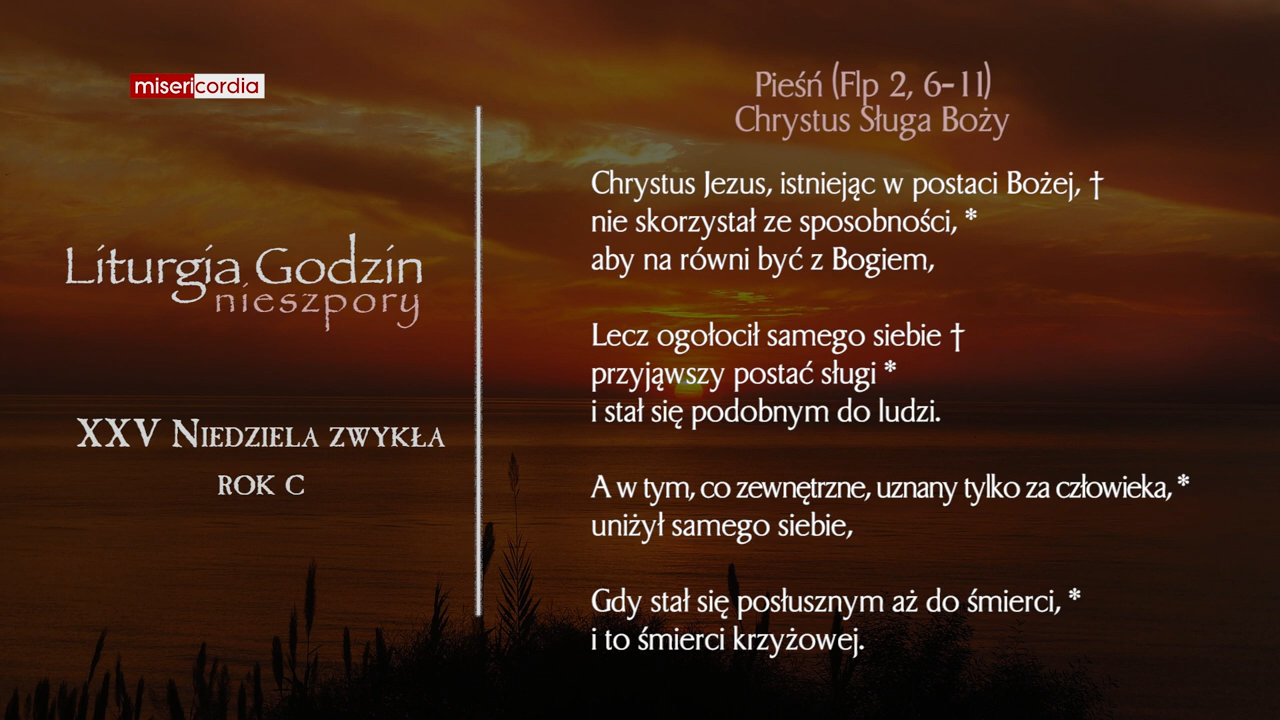 misericordia
Liturgia Godzin
nieszpory
XXV Niedziela zwykła
rok C
Pieśń (Flp 2, 6-11)
Chrystus Sługa Boży
Chrystus Jezus, istniejąc w postaci Bożej, †
nie skorzystał ze sposobności, *
aby na równi być z Bogiem,
Lecz ogołocił samego siebie †
przyjąwszy postać sługi *
i stał się podobnym do ludzi.
A w tym, co zewnętrzne, uznany tylko za człowieka, *
uniżył samego siebie,
Gdy stał się posłusznym aż do śmierci, *
i to śmierci krzyżowej.